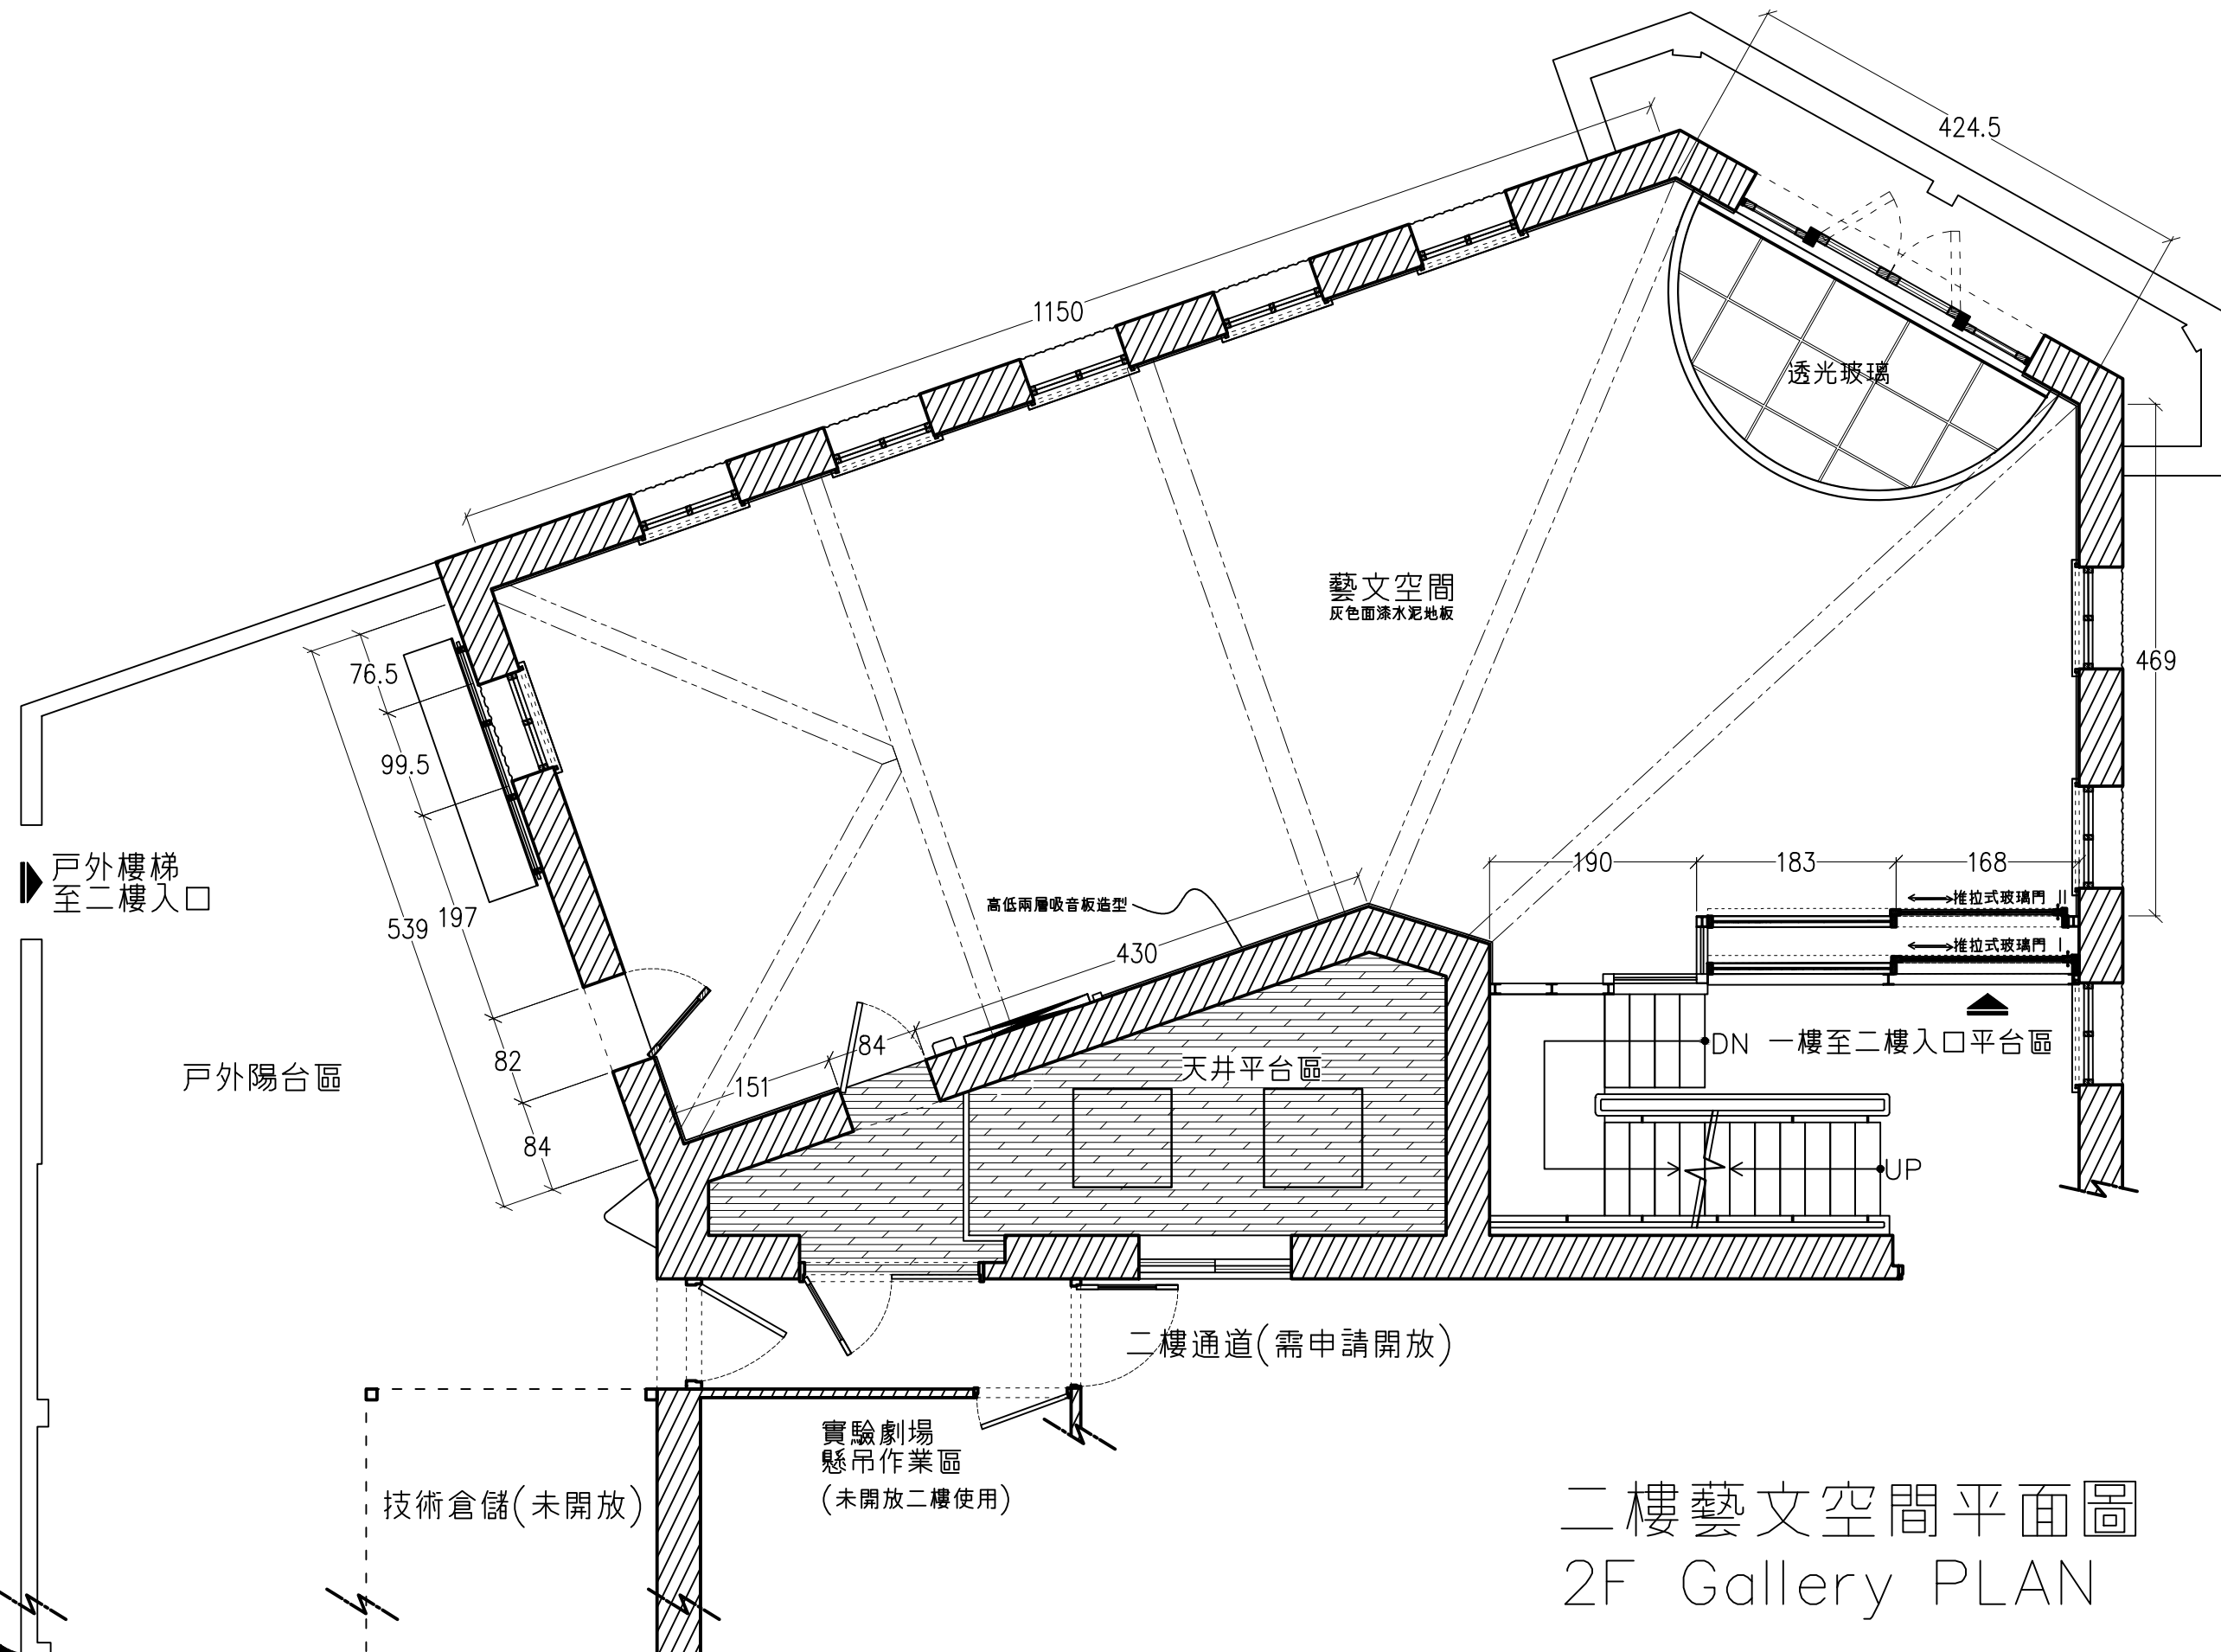 424.5
1150
透光玻璃
藝文空間
灰色面漆水泥地板
76.5
99.5
469
戶外樓梯
至二樓入口
539
197
190
183
168
高低兩層吸音板造型
推拉式玻璃門 II
430
推拉式玻璃門 I
84
DN
一樓至二樓入口平台區
82
天井平台區
戶外陽台區
151
84
UP
二樓通道(需申請開放)
實驗劇場
懸吊作業區
(未開放二樓使用)
技術倉儲(未開放)
二樓藝文空間平面圖
2F Gallery PLAN